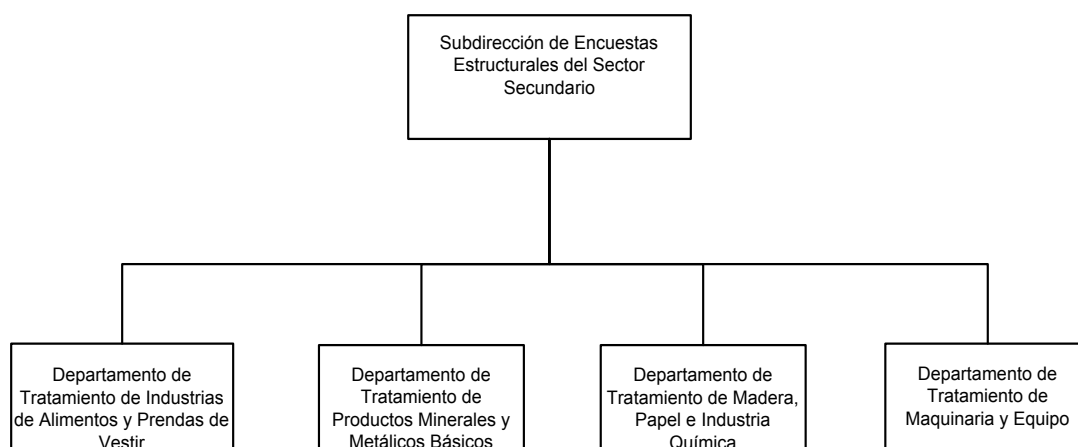 Subdirección de Encuestas
Estructurales del Sector
Secundario
Departamento de
Tratamiento de Industrias
de Alimentos y Prendas de
Vestir
Departamento de
Tratamiento de
Productos Minerales y
Metálicos Básicos
Departamento de
Tratamiento de Madera,
Papel e Industria
Química
Departamento de
Tratamiento de
Maquinaria y Equipo